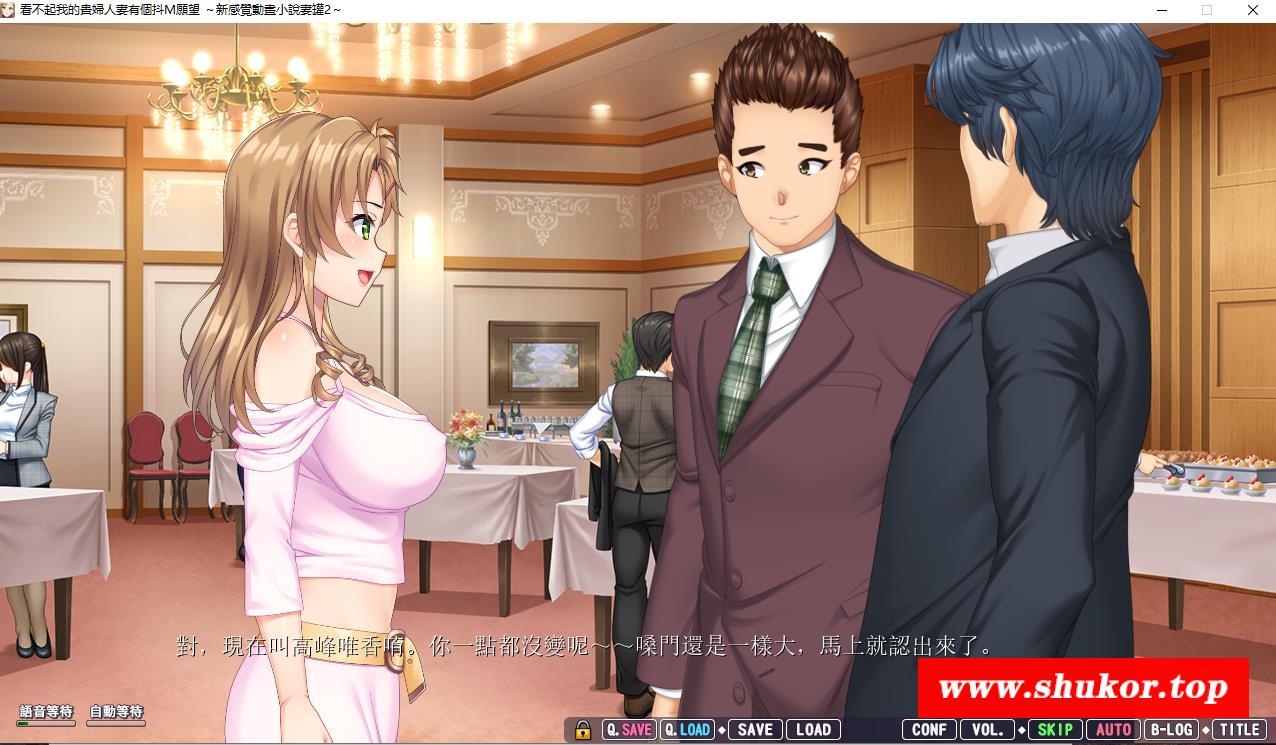 看不起我的貴婦人妻有個抖M願望 ～新感覺動畫小說妻擢2～
對，現在叫高峰唯香唷。你一點都沒變呢～～嗓門還是一樣大，馬上就認出來了。
www.shukor.top
語音等待 自動等待
Q.SAVE Q.LOAD SAVE LOAD CONF VOL. SKIP AUTO B-LOG TITLE